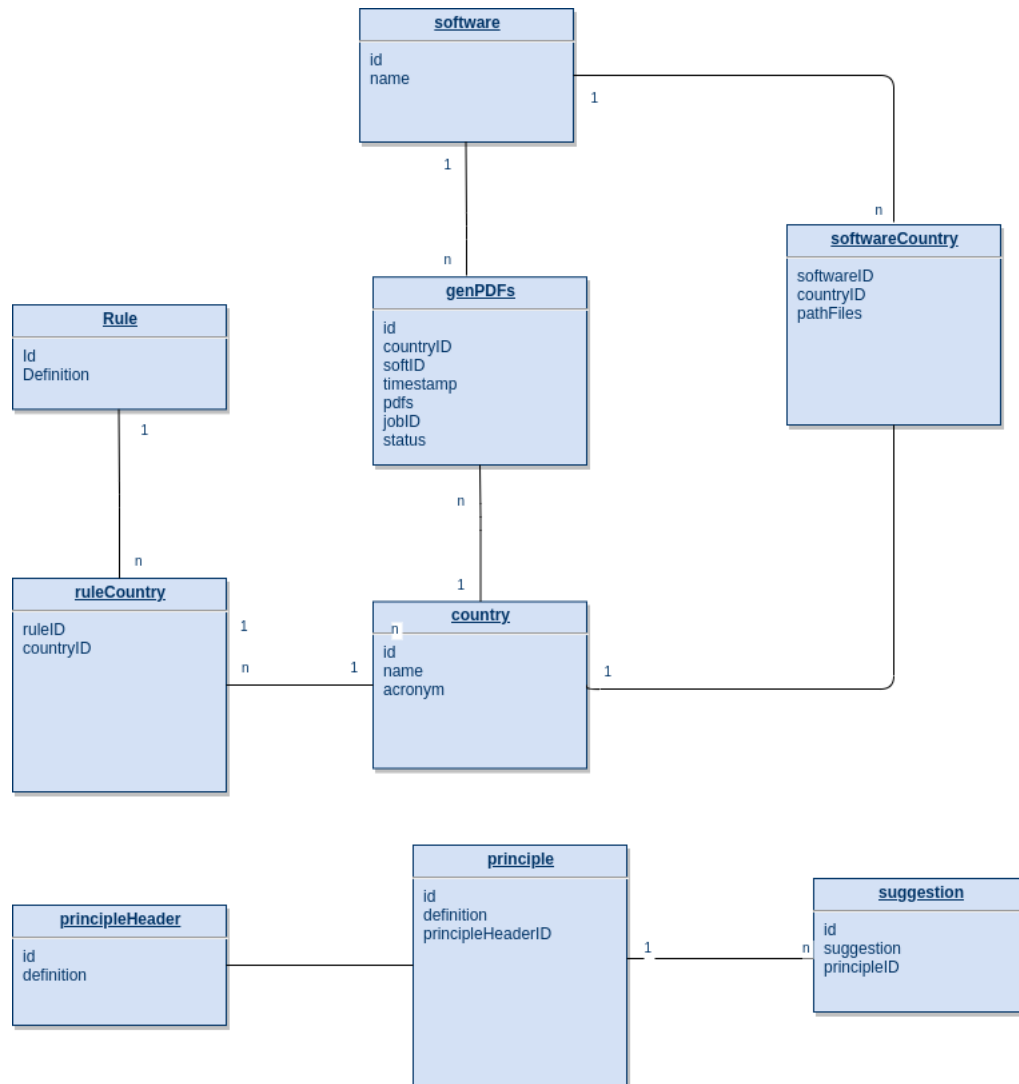 software
id
name
1
1
n
softwareCountry
softwareID
countryID
pathFiles
n
genPDFs
id
countryID
softID
timestamp
pdfs
jobID
status
Rule
Id
Definition
1
n
n
1
ruleCountry
ruleID
countryID
1
n
1
country
n
id
name
acronym
1
principle
id
definition
principleHeaderID
principleHeader
id
definition
1
n
suggestion
id
suggestion
principleID